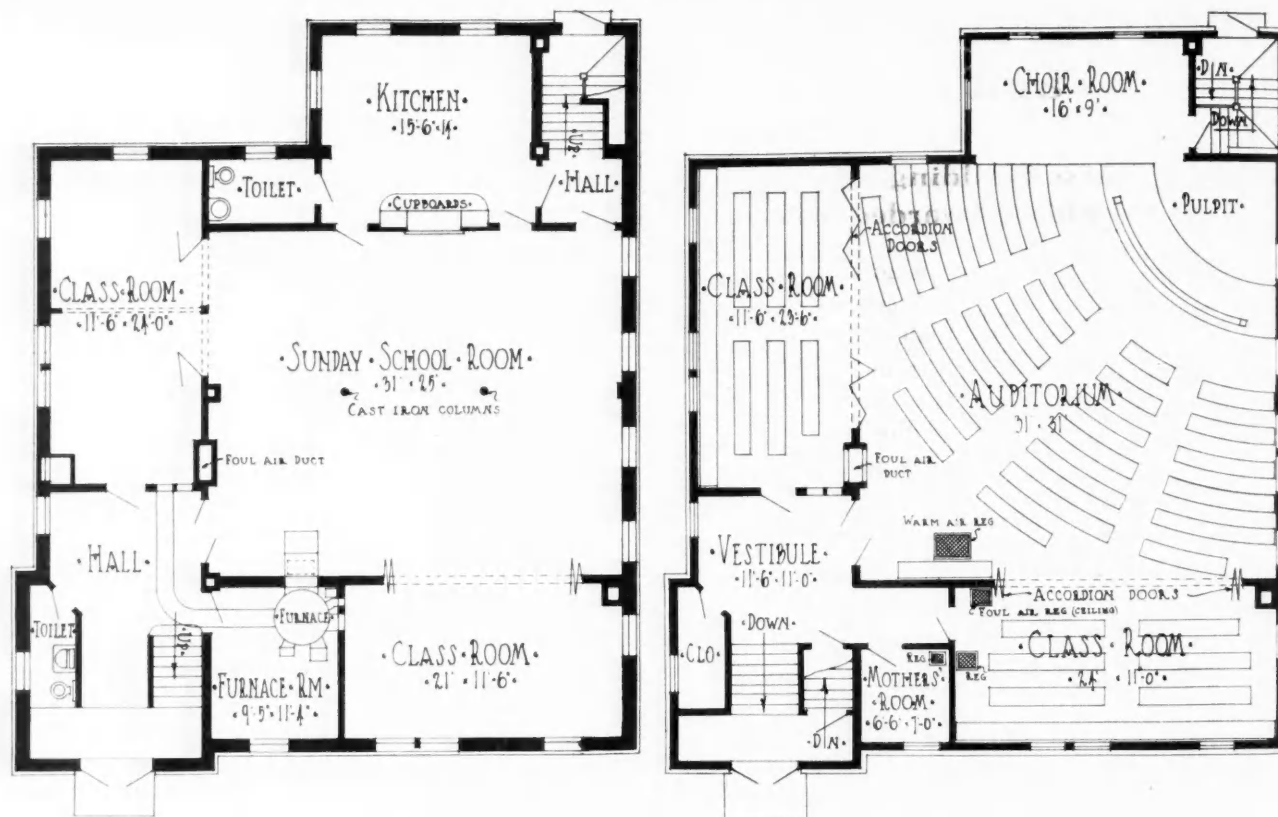 ·KITCHEN·
·15'-6"·14'
·UP·
·TOILET·
·CUPBOARDS·
·HALL·
·CLASS·ROOM·
·11'-6"·24'-0"·
·SUNDAY·SCHOOL·ROOM·
·31'·25'·
CAST IRON COLUMNS
FOUL AIR DUCT
·HALL·
·TOILET·
·UP·
·FURNACE·
·FURNACE·RM·
·9'-5"·11'-4"·
·CLASS·ROOM·
·21'·11'-6"·
·CHOIR·ROOM·
·16'·9'·
·DN·
·DOWN·
·PULPIT·
·ACCORDION
DOORS·
·CLASS·ROOM·
·11'-6"·23'-6"·
·AUDITORIUM·
31'·31'
FOUL AIR
DUCT
WARM AIR REG
·VESTIBULE·
·11'-6"·11'-0"·
·ACCORDION DOORS·
FOUL AIR REG (CEILING)
·CLO·
·DOWN·
·DN·
REG
·MOTHERS'
·ROOM·
·6'-6"·7'-0"·
REG
·CLASS·ROOM·
·24'·11'-0"·